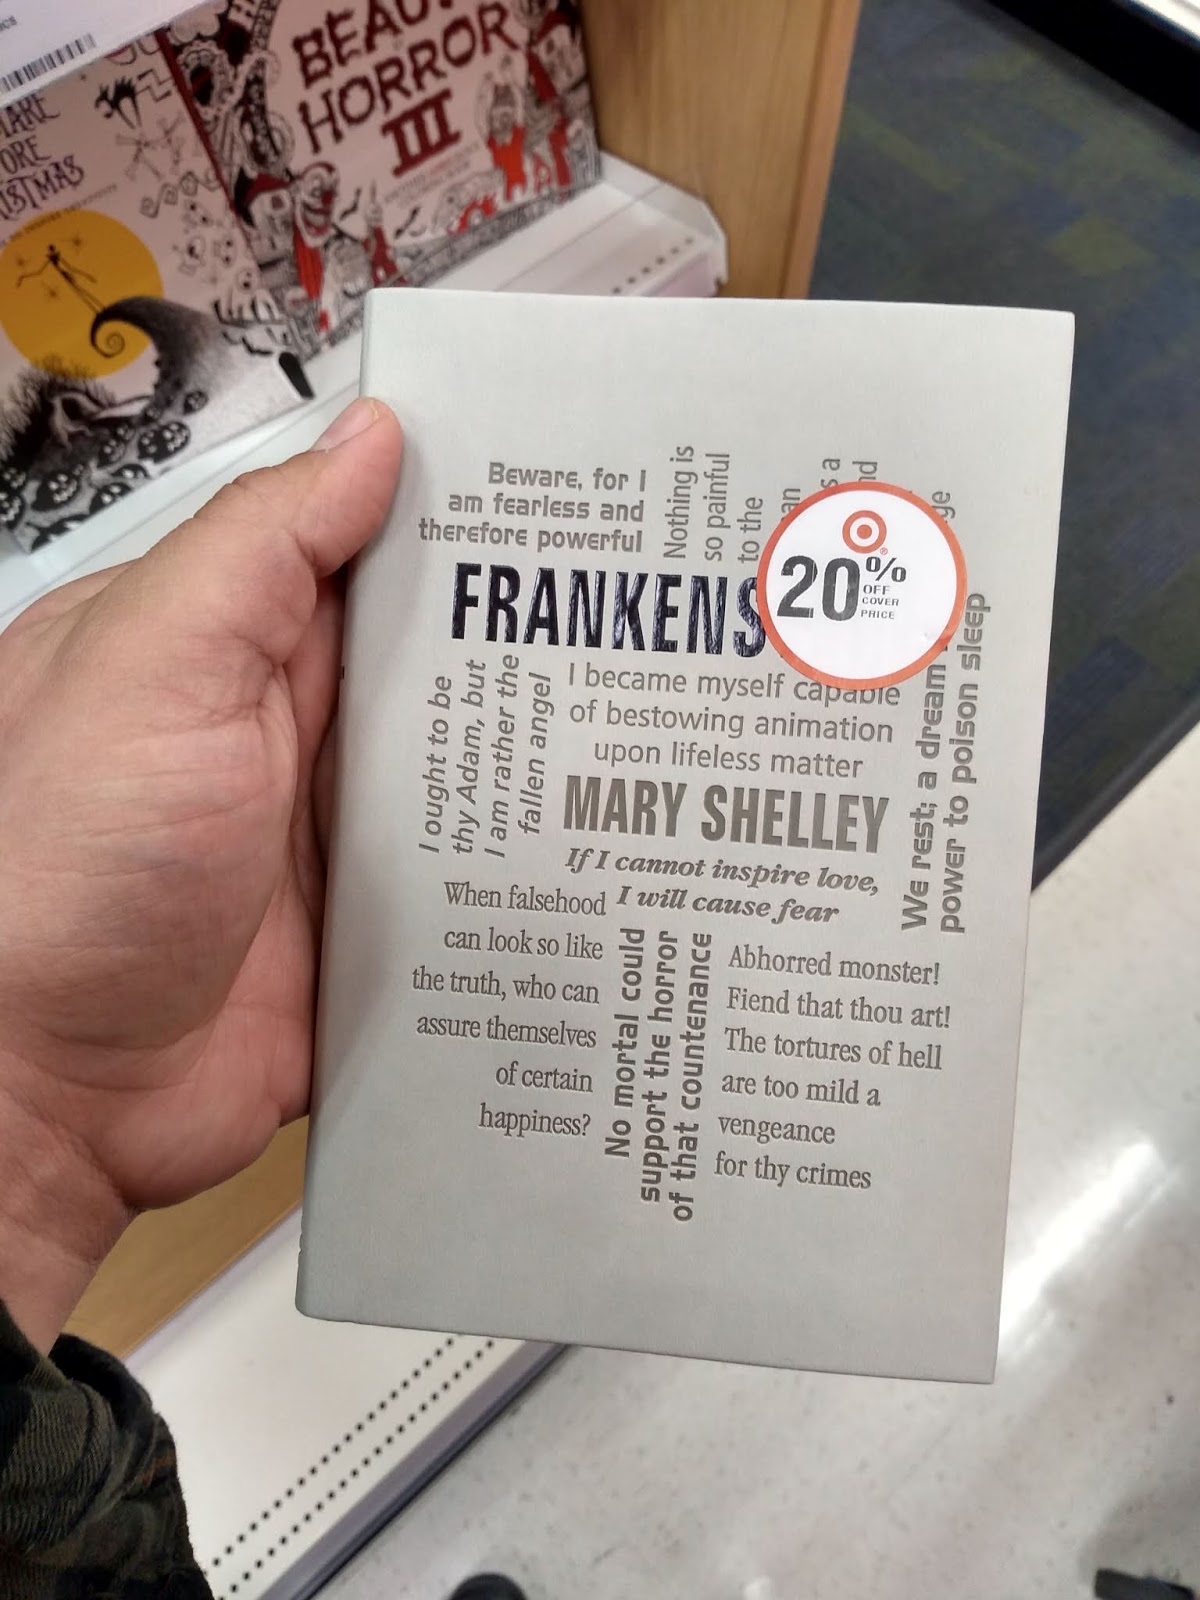 BEAU
HORROR
III
Beware, for I
am fearless and
therefore powerful
Nothing is
so painful
to the
FRANKENS
20%
OFF
COVER
PRICE
I ought to be
thy Adam, but
I am rather the
fallen angel
I became myself capable
of bestowing animation
upon lifeless matter
MARY SHELLEY
If I cannot inspire love,
I will cause fear
We rest; a dream
power to poison sleep
When falsehood
can look so like
the truth, who can
assure themselves
of certain
happiness?
No mortal could
support the horror
of that countenance
Abhorred monster!
Fiend that thou art!
The tortures of hell
are too mild a
vengeance
for thy crimes